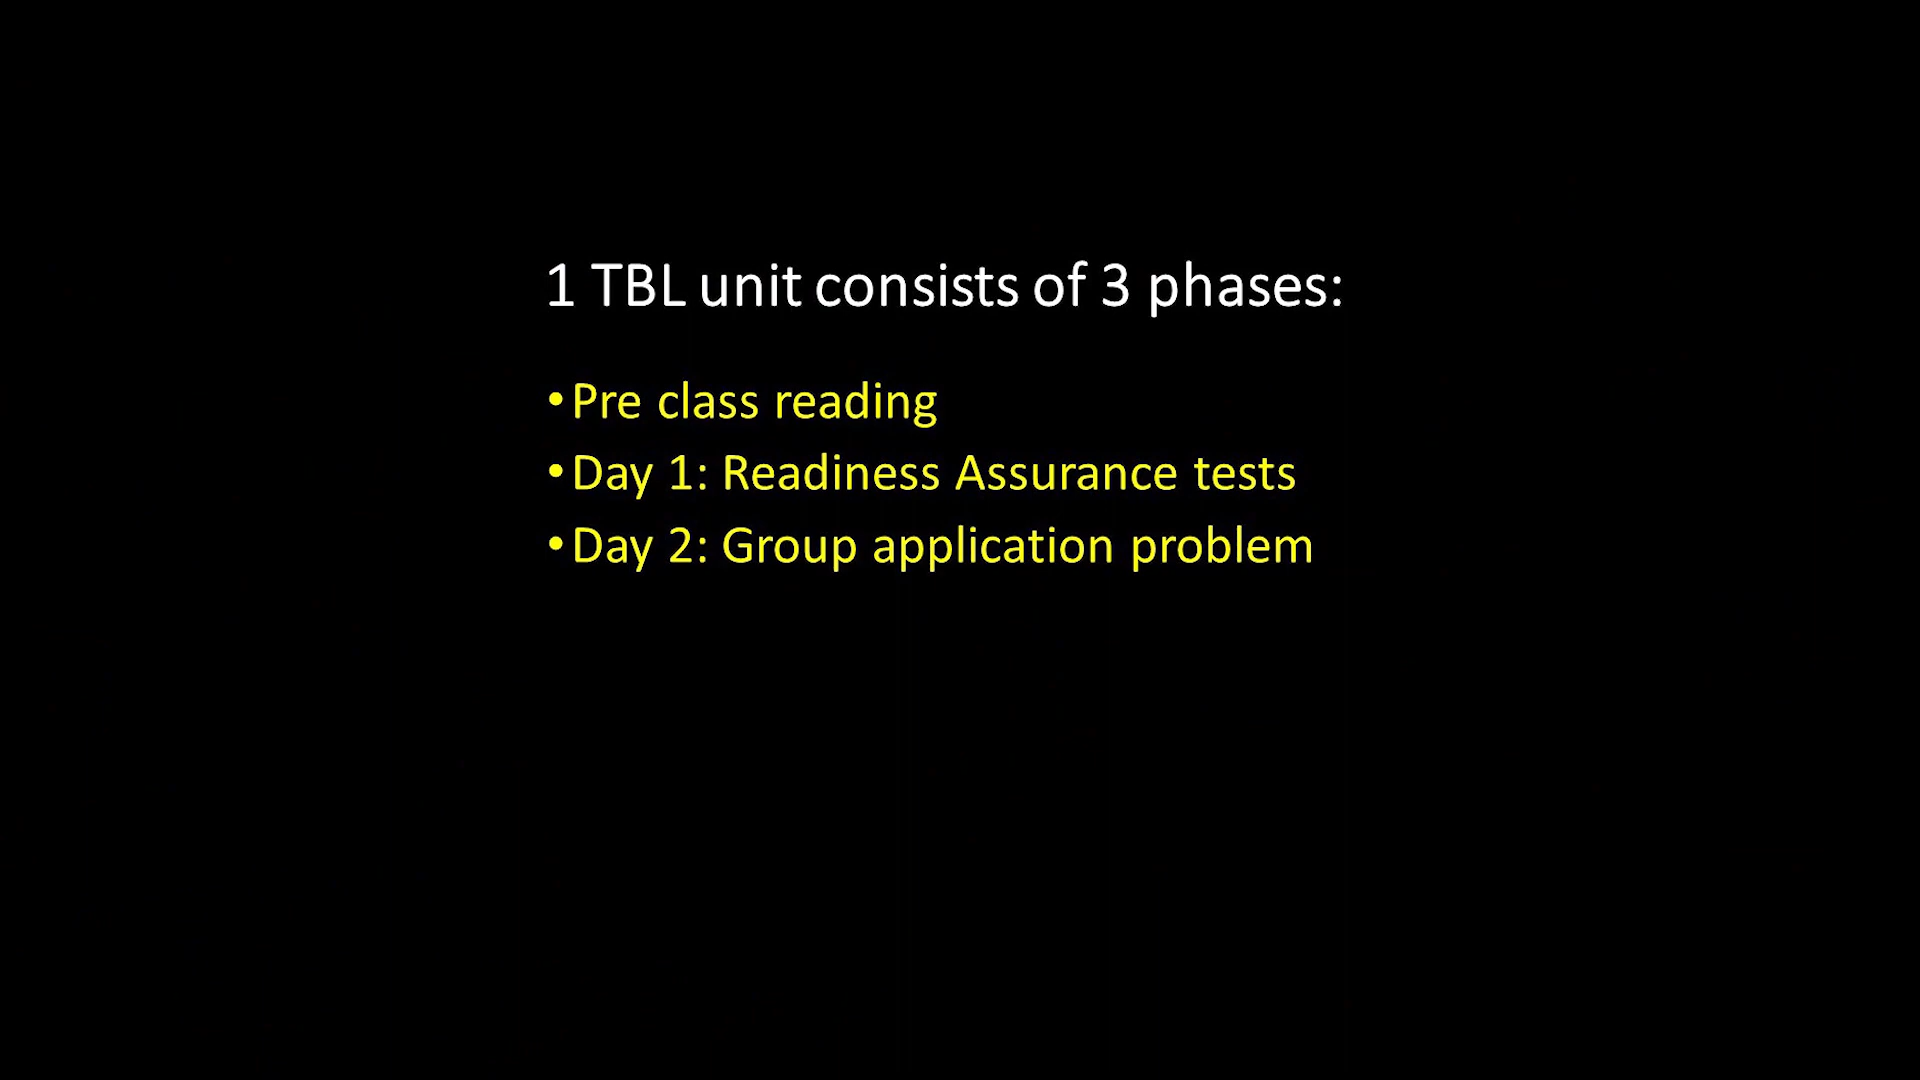 1 TBL unit consists of 3 phases:
•Pre class reading
•Day 1: Readiness Assurance tests
•Day 2: Group application problem